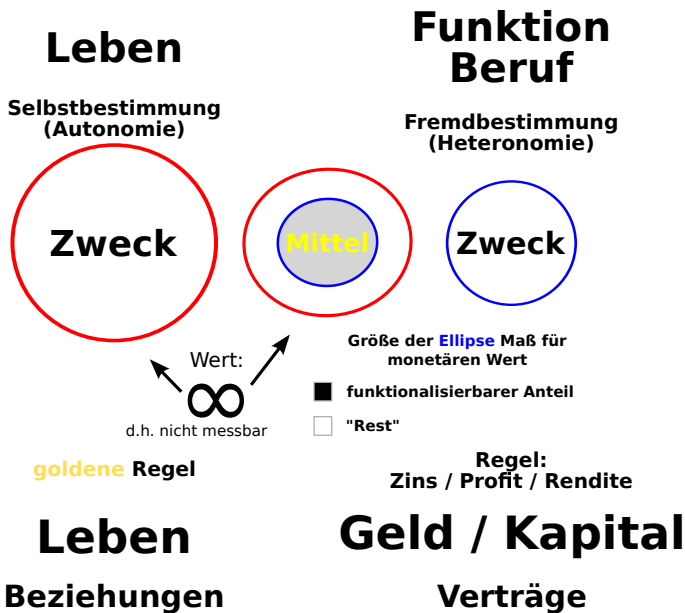 Leben
Funktion
Beruf
Selbstbestimmung
(Autonomie)
Fremdbestimmung
(Heteronomie)
Zweck
Mittel
Zweck
Wert:
∞
d.h. nicht messbar
Größe der Ellipse Maß für
monetären Wert
funktionalisierbarer Anteil
"Rest"
goldene Regel
Regel:
Zins / Profit / Rendite
Leben
Geld / Kapital
Beziehungen
Verträge